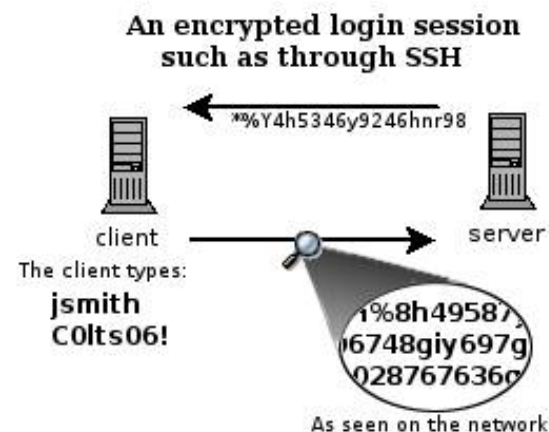 An encrypted login session
such as through SSH
*%Y4h5346y9246hnr98
client
server
The client types:
jsmith
C0lts06!
%8h49587
6748giy697g
028767636
As seen on the network